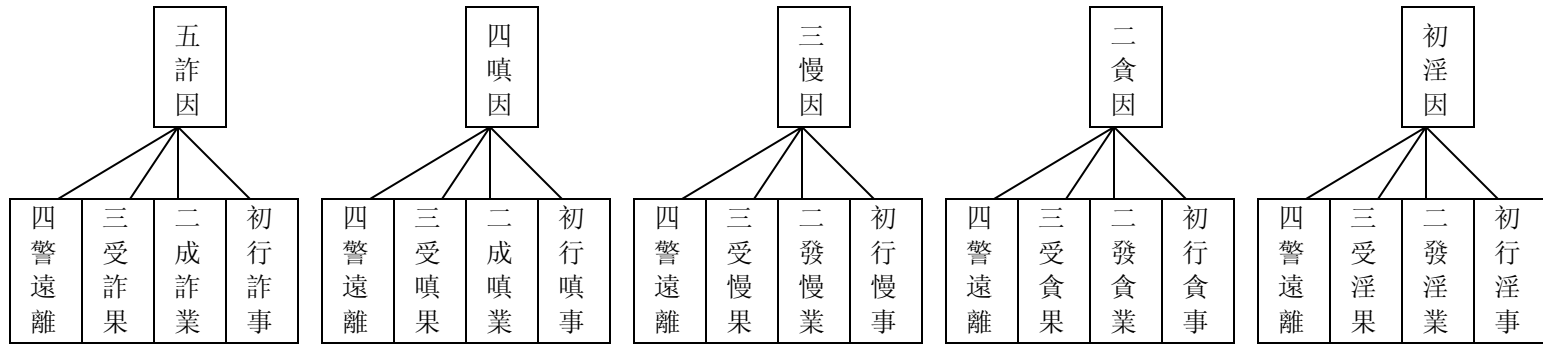 初淫因
初行淫事
二發淫業
三受淫果
四警遠離
二貪因
初行貪事
二發貪業
三受貪果
四警遠離
三慢因
初行慢事
二發慢業
三受慢果
四警遠離
四嗔因
初行嗔事
二成嗔業
三受嗔果
四警遠離
五詐因
初行詐事
二成詐業
三受詐果
四警遠離